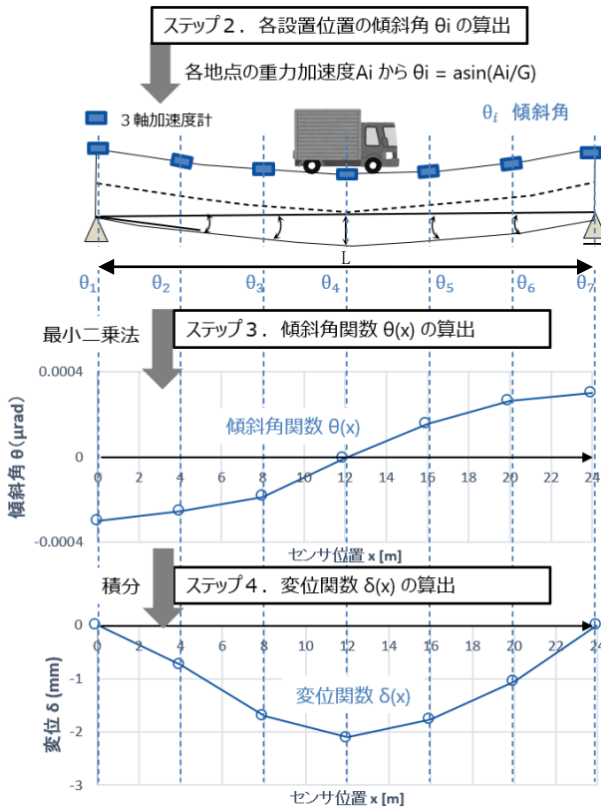 ステップ２．各設置位置の傾斜角 θi の算出
各地点の重力加速度Ai から θi = asin(Ai/G)
３軸加速度計
θi 傾斜角
L
θ1 θ2 θ3 θ4 θ5 θ6 θ7
最小二乗法
ステップ３．傾斜角関数 θ(x) の算出
0.0004
傾斜角関数 θ(x)
傾斜角 θ(μrad)
0
0 2 4 6 8 10 12 14 16 18 20 22 24
-0.0004
センサ位置 x [m]
積分
ステップ４．変位関数 δ(x) の算出
0
0 2 4 6 8 10 12 14 16 18 20 22 24
-1
変位 δ (mm)
変位関数 δ(x)
-2
-3
センサ位置 x [m]